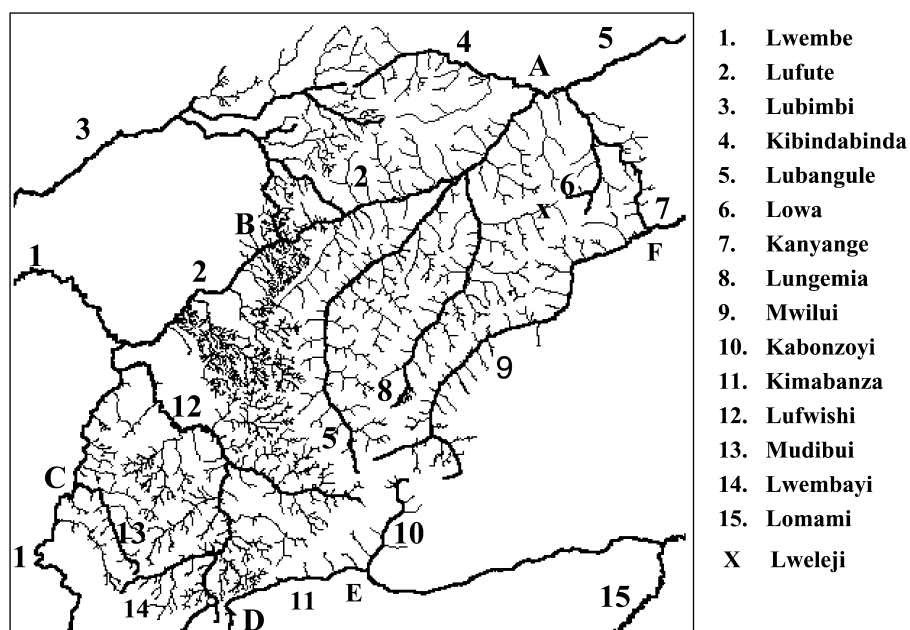 4
5
A
3
2
6
7
B
X
F
1
2
8
9
12
5
C
13
10
1
14
11
E
15
D
1. Lwembe
2. Lufute
3. Lubimbi
4. Kibindabinda
5. Lubangule
6. Lowa
7. Kanyange
8. Lungemia
9. Mwilui
10. Kabonzoyi
11. Kimabanza
12. Lufwishi
13. Mudibui
14. Lwembayi
15. Lomami
X Lweleji